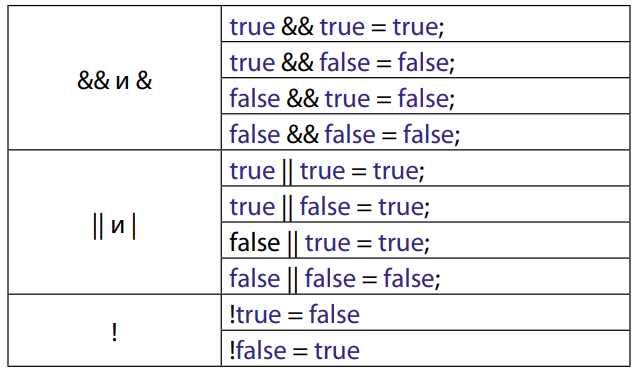 && и &
true && true = true;
true && false = false;
false && true = false;
false && false = false;
|| и |
true || true = true;
true || false = true;
false || true = true;
false || false = false;
!
!true = false
!false = true